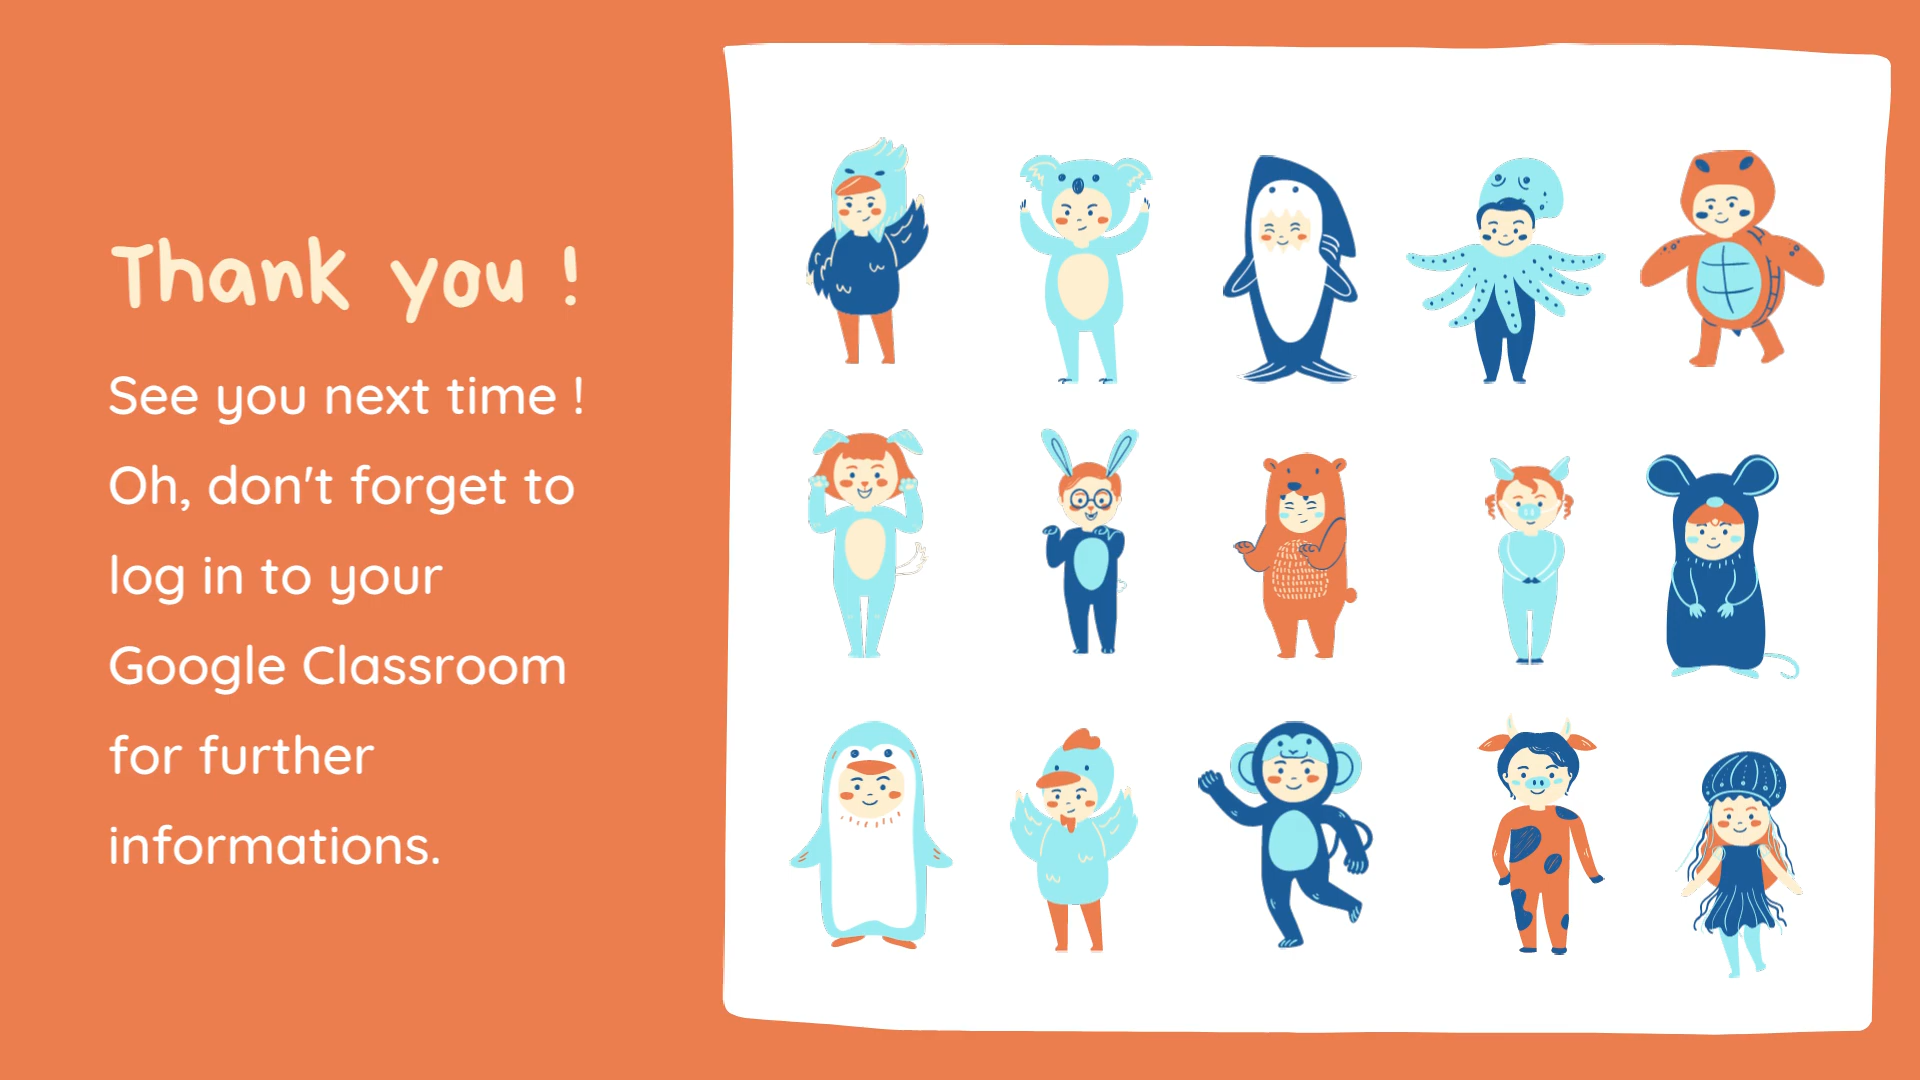 Thank you !
See you next time !
Oh, don't forget to
log in to your
Google Classroom
for further
informations.